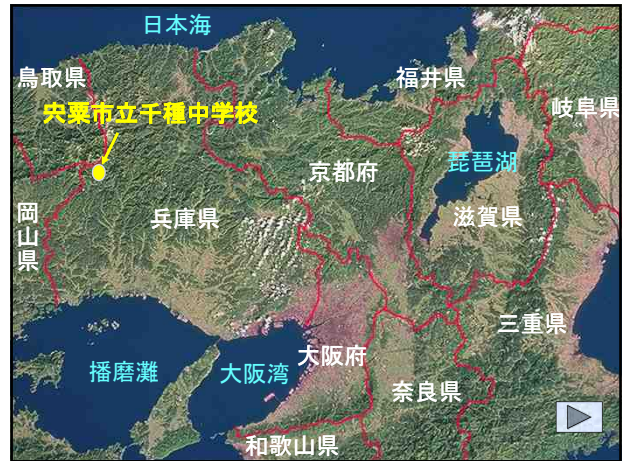 日本海
鳥取県
福井県
岐阜県
宍粟市立千種中学校
京都府
琵琶湖
岡山県
兵庫県
滋賀県
三重県
播磨灘
大阪湾
大阪府
奈良県
和歌山県